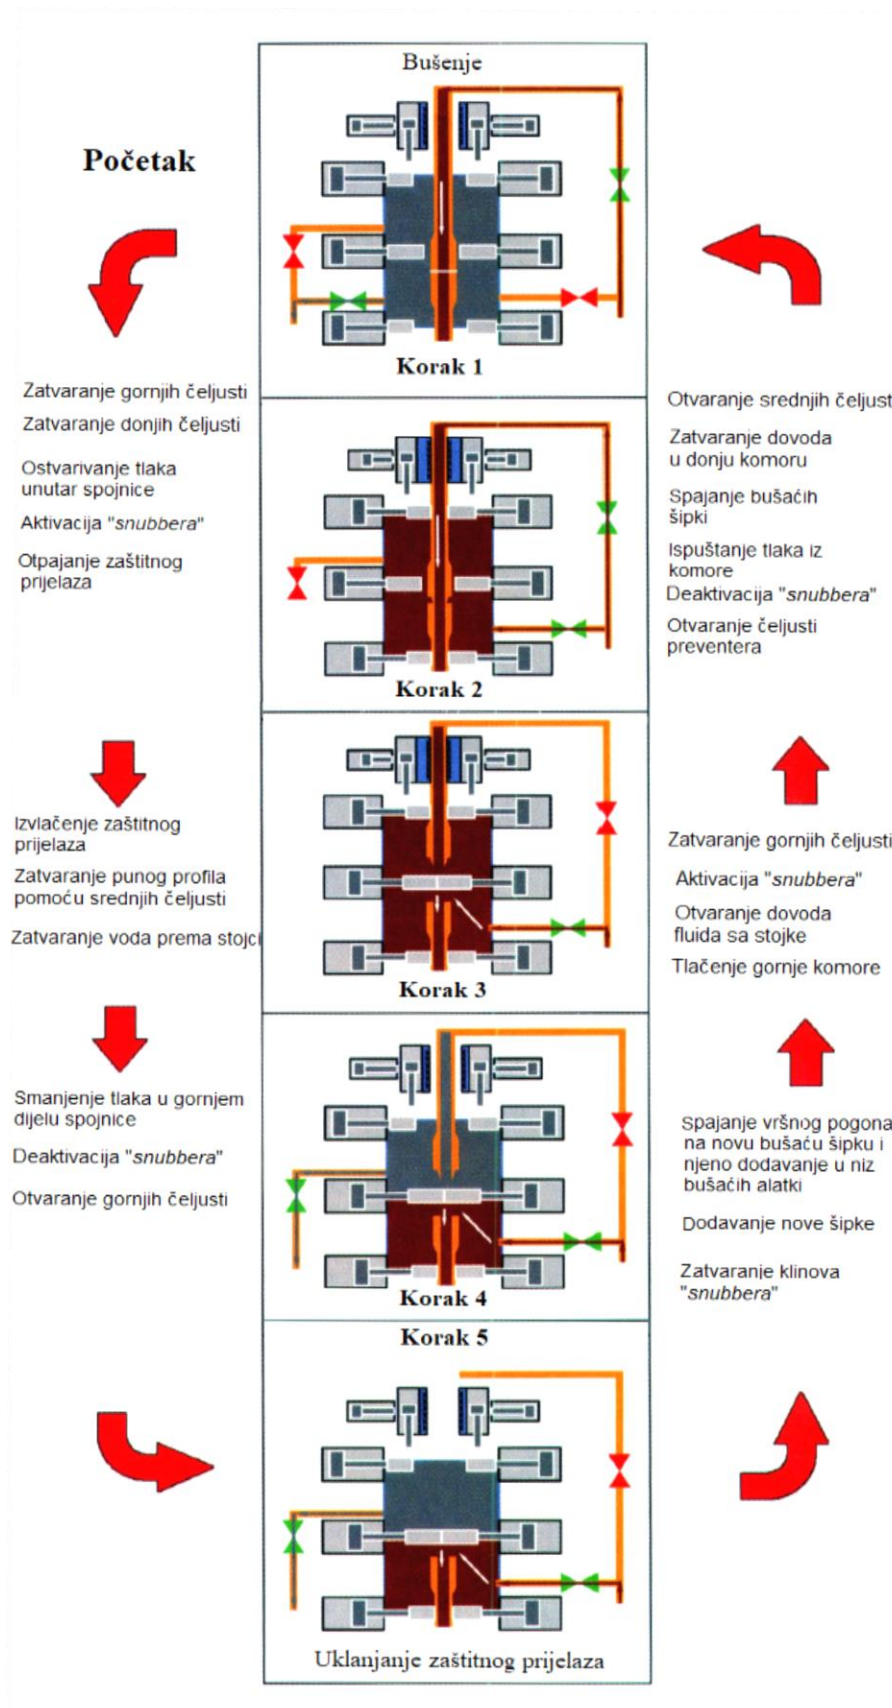 Bušenje
Početak
Korak 1
Zatvaranje gornjih čeljusti
Zatvaranje donjih čeljusti
Ostvarivanje tlaka
unutar spojnice
Aktivacija "snubbera"
Otpajanje zaštitnog
prijelaza
Korak 2
Izvlačenje zaštitnog
prijelaza
Zatvaranje punog profila
pomoću srednjih čeljusti
Zatvaranje voda prema stojci
Korak 3
Smanjenje tlaka u gornjem
dijelu spojnice
Deaktivacija "snubbera"
Otvaranje gornjih čeljusti
Korak 4
Korak 5
Uklanjanje zaštitnog prijelaza
Spajanje vršnog pogona
na novu bušaću šipku i
njeno dodavanje u niz
bušaćih alatki
Dodavanje nove šipke
Zatvaranje klinova
"snubbera"
Zatvaranje gornjih čeljusti
Aktivacija "snubbera"
Otvaranje dovoda
fluida sa stojke
Tlačenje gornje komore
Otvaranje srednjih čeljust
Zatvaranje dovoda
u donju komoru
Spajanje bušaćih
šipki
Ispuštanje tlaka iz
komore
Deaktivacija "snubbera"
Otvaranje čeljusti
preventera